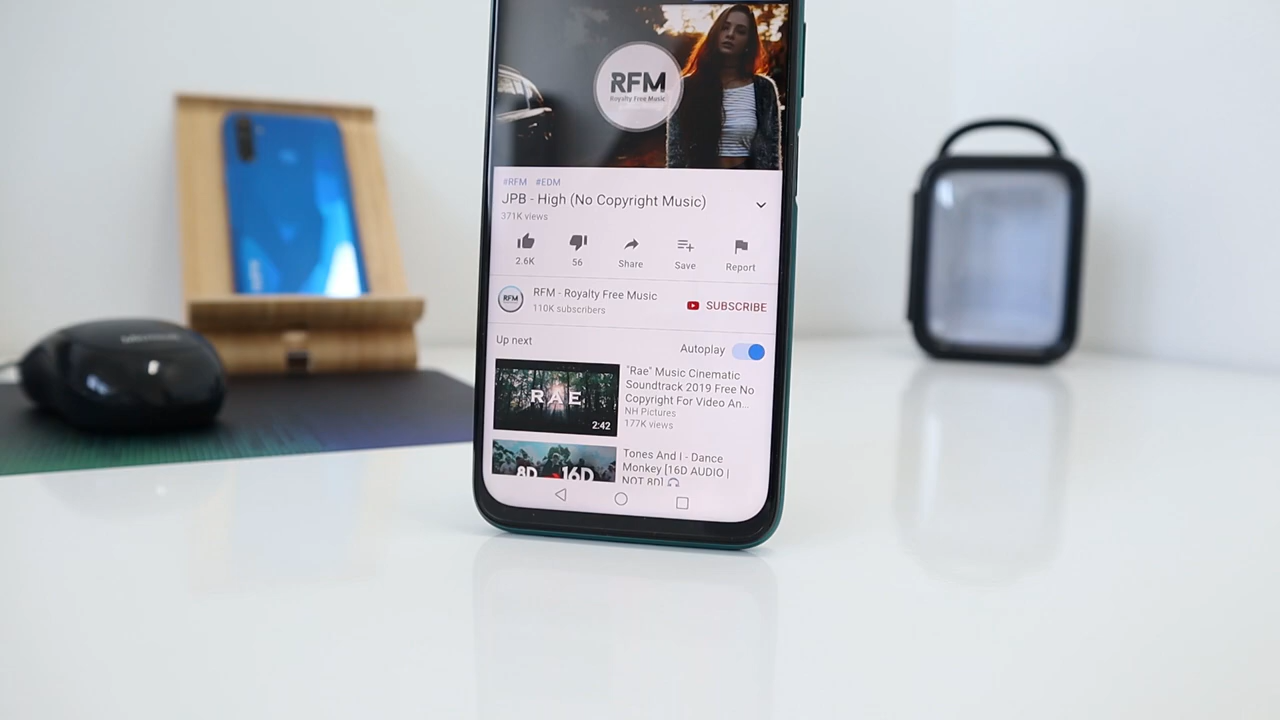 RFM
Royalty Free Music
#RFM #EDM
JPB - High (No Copyright Music)
371K views
2.6K
56
Share
Save
Report
RFM
RFM - Royalty Free Music
110K subscribers
SUBSCRIBE
Up next
Autoplay
RAE
2:42
"Rae" Music Cinematic
Soundtrack 2019 Free No
Copyright For Video An...
NH Pictures
177K views
8D
16D
Tones And I - Dance
Monkey [16D AUDIO |
NOT 8D]